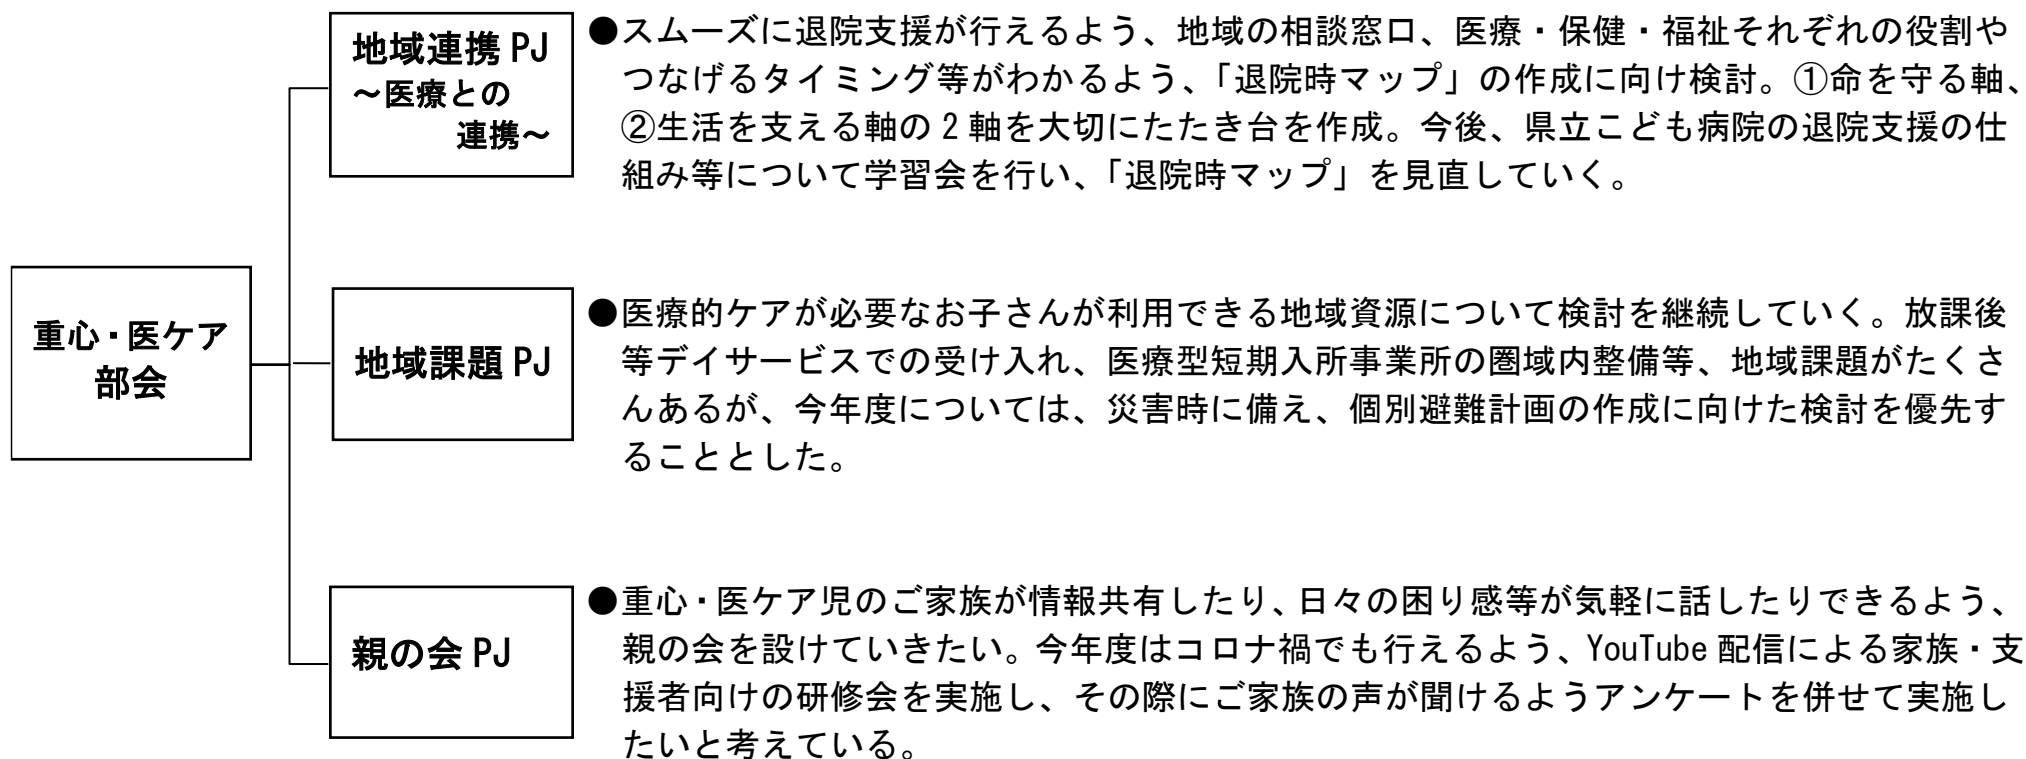 地域連携 PJ
～医療との
連携～
●スムーズに退院支援が行えるよう、地域の相談窓口、医療・保健・福祉それぞれの役割や
つなげるタイミング等がわかるよう、「退院時マップ」の作成に向け検討。①命を守る軸、
②生活を支える軸の 2 軸を大切にたたき台を作成。今後、県立こども病院の退院支援の仕
組み等について学習会を行い、「退院時マップ」を見直していく。
重心・医ケア
部会
地域課題 PJ
●医療的ケアが必要なお子さんが利用できる地域資源について検討を継続していく。放課後
等デイサービスでの受け入れ、医療型短期入所事業所の圏域内整備等、地域課題がたくさ
んあるが、今年度については、災害時に備え、個別避難計画の作成に向けた検討を優先す
ることとした。
親の会 PJ
●重心・医ケア児のご家族が情報共有したり、日々の困り感等が気軽に話したりできるよう、
親の会を設けていきたい。今年度はコロナ禍でも行えるよう、YouTube 配信による家族・支
援者向けの研修会を実施し、その際にご家族の声が聞けるようアンケートを併せて実施し
たいと考えている。